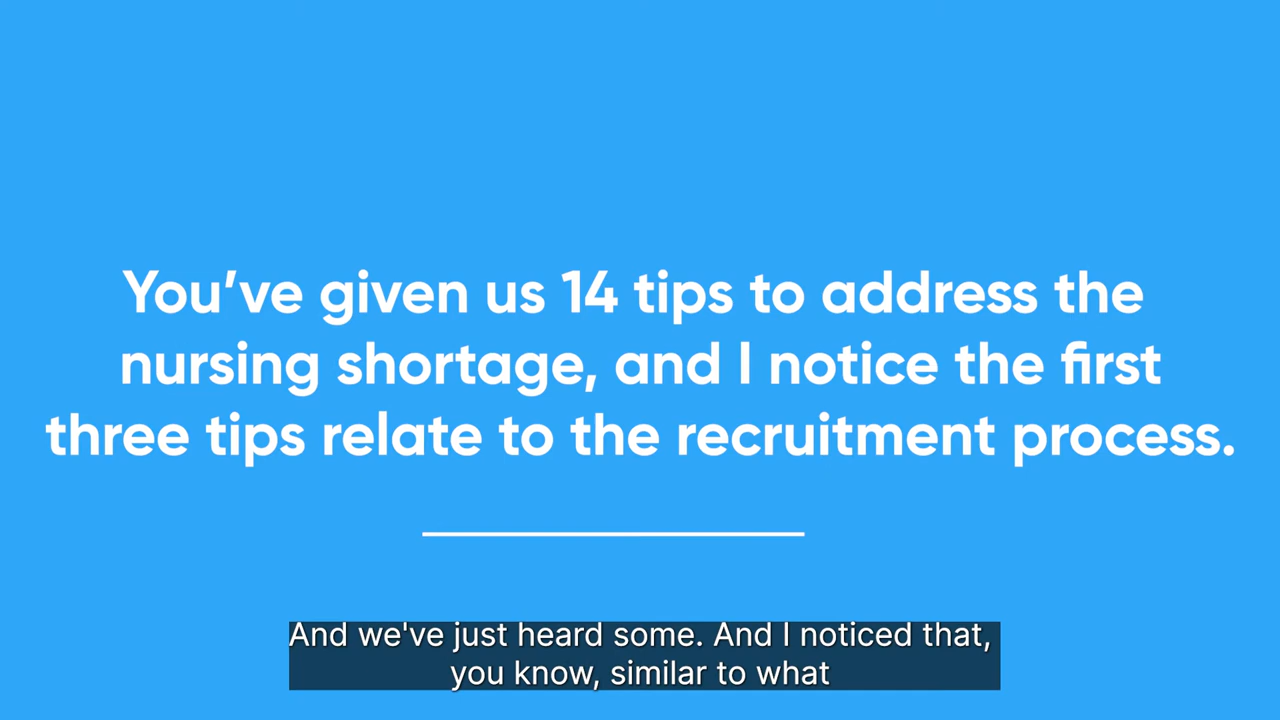 You’ve given us 14 tips to address the
nursing shortage, and I notice the first
three tips relate to the recruitment process.
And we've just heard some. And I noticed that,
you know, similar to what